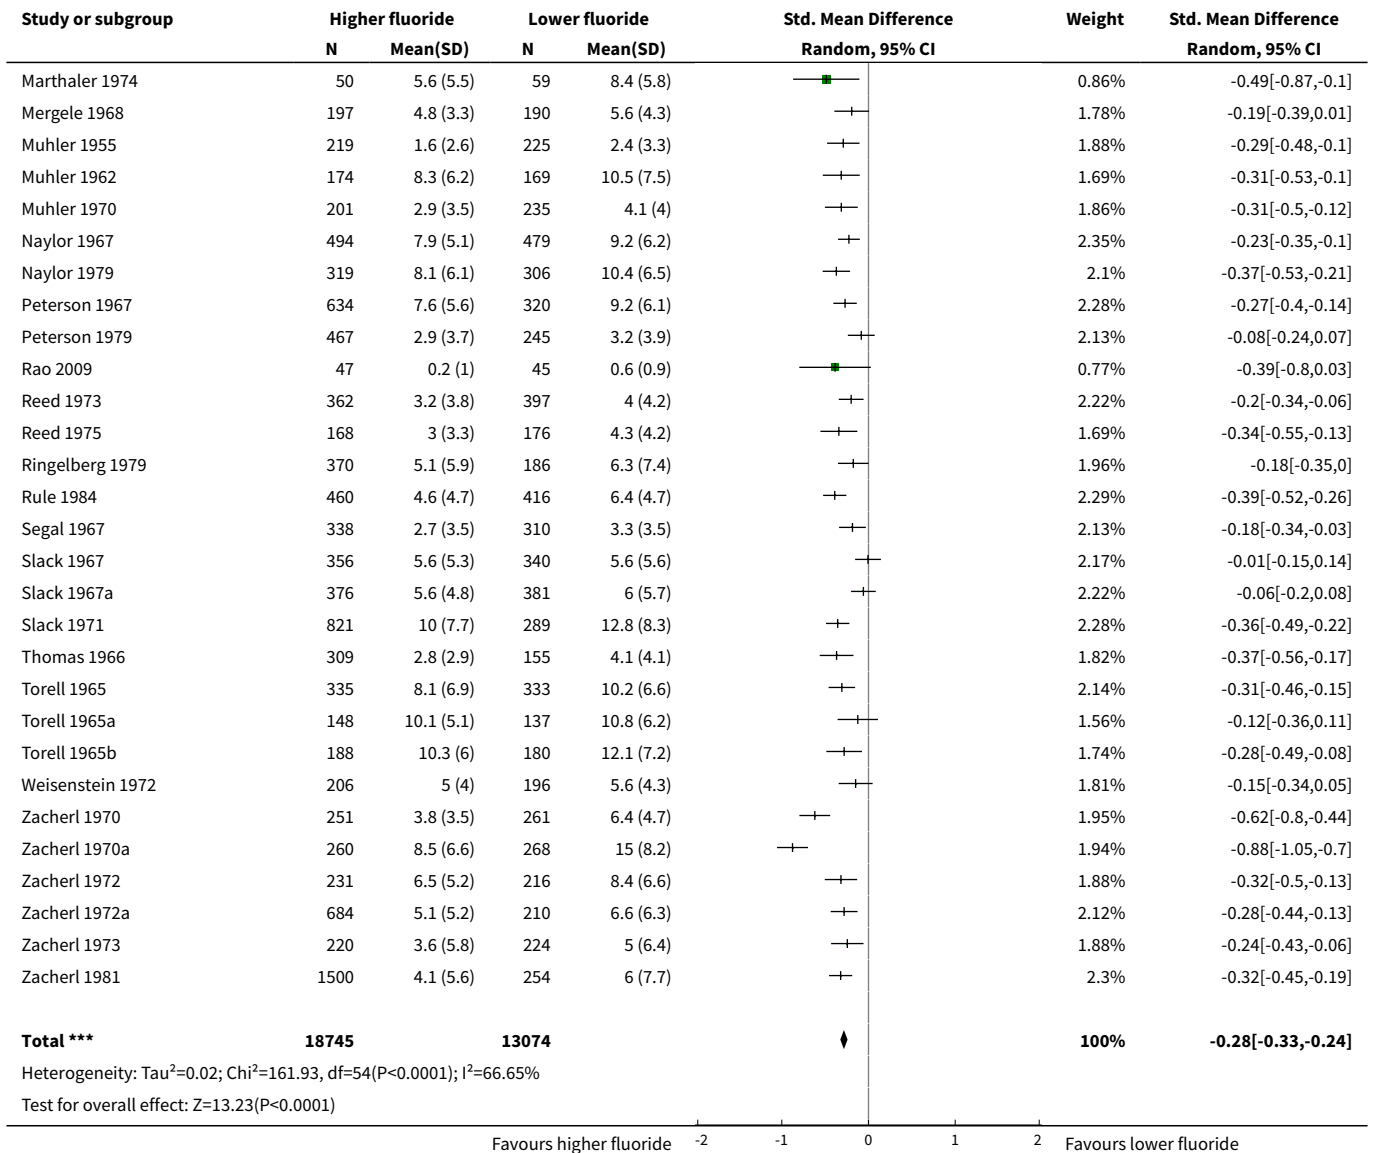 Study or subgroup Higher fluoride Lower fluoride Std. Mean Difference Weight Std. Mean Difference
N Mean(SD) N Mean(SD) Random, 95% CI Random, 95% CI
Marthaler 1974 50 5.6 (5.5) 59 8.4 (5.8) 0.86% -0.49[-0.87,-0.1]
Mergele 1968 197 4.8 (3.3) 190 5.6 (4.3) 1.78% -0.19[-0.39,0.01]
Muhler 1955 219 1.6 (2.6) 225 2.4 (3.3) 1.88% -0.29[-0.48,-0.1]
Muhler 1962 174 8.3 (6.2) 169 10.5 (7.5) 1.69% -0.31[-0.53,-0.1]
Muhler 1970 201 2.9 (3.5) 235 4.1 (4) 1.86% -0.31[-0.5,-0.12]
Naylor 1967 494 7.9 (5.1) 479 9.2 (6.2) 2.35% -0.23[-0.35,-0.1]
Naylor 1979 319 8.1 (6.1) 306 10.4 (6.5) 2.1% -0.37[-0.53,-0.21]
Peterson 1967 634 7.6 (5.6) 320 9.2 (6.1) 2.28% -0.27[-0.4,-0.14]
Peterson 1979 467 2.9 (3.7) 245 3.2 (3.9) 2.13% -0.08[-0.24,0.07]
Rao 2009 47 0.2 (1) 45 0.6 (0.9) 0.77% -0.39[-0.8,0.03]
Reed 1973 362 3.2 (3.8) 397 4 (4.2) 2.22% -0.2[-0.34,-0.06]
Reed 1975 168 3 (3.3) 176 4.3 (4.2) 1.69% -0.34[-0.55,-0.13]
Ringelberg 1979 370 5.1 (5.9) 186 6.3 (7.4) 1.96% -0.18[-0.35,0]
Rule 1984 460 4.6 (4.7) 416 6.4 (4.7) 2.29% -0.39[-0.52,-0.26]
Segal 1967 338 2.7 (3.5) 310 3.3 (3.5) 2.13% -0.18[-0.34,-0.03]
Slack 1967 356 5.6 (5.3) 340 5.6 (5.6) 2.17% -0.01[-0.15,0.14]
Slack 1967a 376 5.6 (4.8) 381 6 (5.7) 2.22% -0.06[-0.2,0.08]
Slack 1971 821 10 (7.7) 289 12.8 (8.3) 2.28% -0.36[-0.49,-0.22]
Thomas 1966 309 2.8 (2.9) 155 4.1 (4.1) 1.82% -0.37[-0.56,-0.17]
Torell 1965 335 8.1 (6.9) 333 10.2 (6.6) 2.14% -0.31[-0.46,-0.15]
Torell 1965a 148 10.1 (5.1) 137 10.8 (6.2) 1.56% -0.12[-0.36,0.11]
Torell 1965b 188 10.3 (6) 180 12.1 (7.2) 1.74% -0.28[-0.49,-0.08]
Weisenstein 1972 206 5 (4) 196 5.6 (4.3) 1.81% -0.15[-0.34,0.05]
Zacherl 1970 251 3.8 (3.5) 261 6.4 (4.7) 1.95% -0.62[-0.8,-0.44]
Zacherl 1970a 260 8.5 (6.6) 268 15 (8.2) 1.94% -0.88[-1.05,-0.7]
Zacherl 1972 231 6.5 (5.2) 216 8.4 (6.6) 1.88% -0.32[-0.5,-0.13]
Zacherl 1972a 684 5.1 (5.2) 210 6.6 (6.3) 2.12% -0.28[-0.44,-0.13]
Zacherl 1973 220 3.6 (5.8) 224 5 (6.4) 1.88% -0.24[-0.43,-0.06]
Zacherl 1981 1500 4.1 (5.6) 254 6 (7.7) 2.3% -0.32[-0.45,-0.19]
Total *** 18745 13074 100% -0.28[-0.33,-0.24]
Heterogeneity: Tau²=0.02; Chi²=161.93, df=54(P<0.0001); I²=66.65%
Test for overall effect: Z=13.23(P<0.0001)
Favours higher fluoride -2 -1 0 1 2 Favours lower fluoride